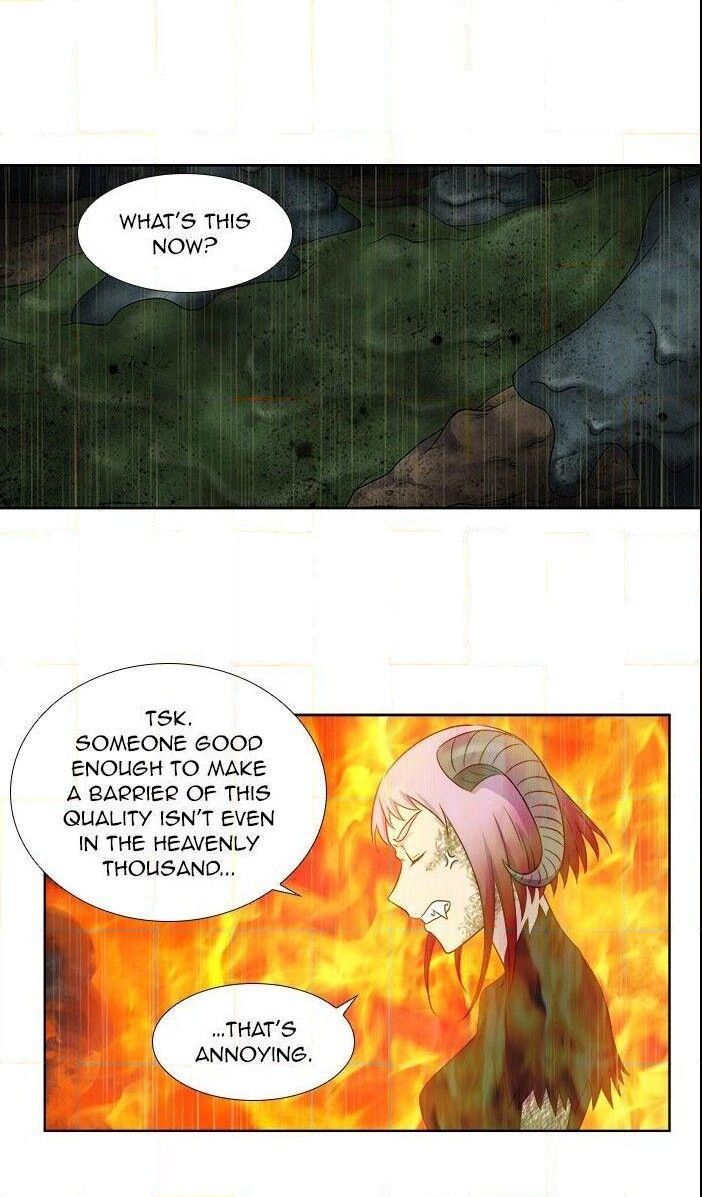 WHAT'S THIS
NOW?
TSK.
SOMEONE GOOD
ENOUGH TO MAKE
A BARRIER OF THIS
QUALITY ISN'T EVEN
IN THE HEAVENLY
THOUSAND...
...THAT'S
ANNOYING.